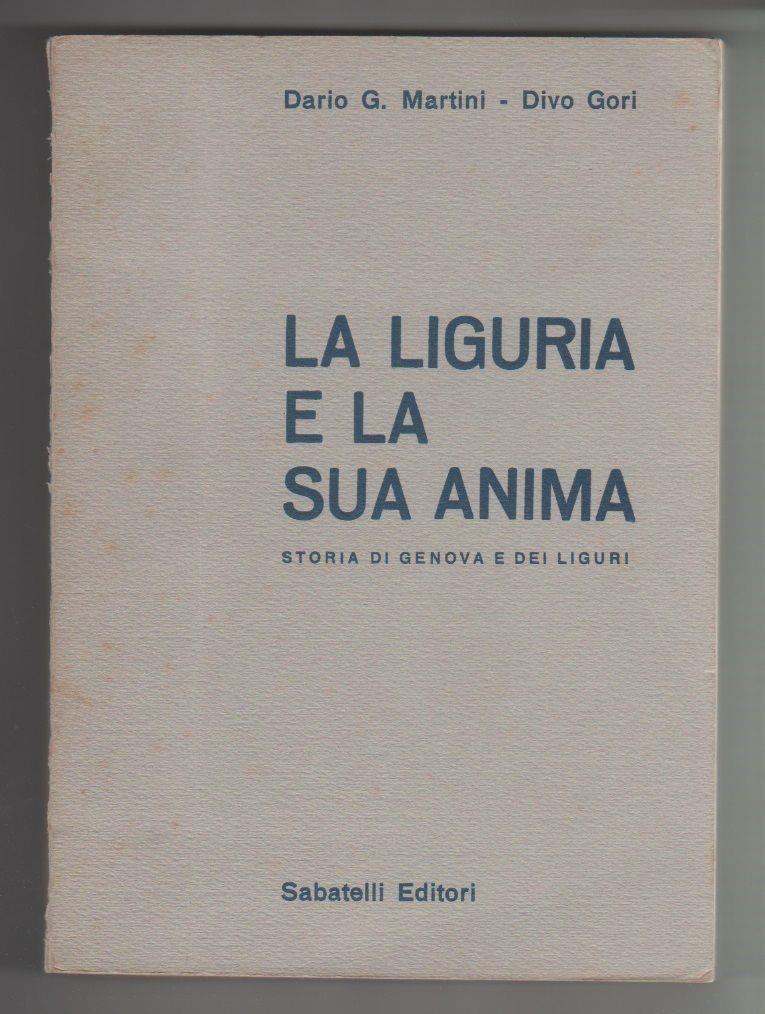 Dario G. Martini - Divo Gori
LA LIGURIA
E LA
SUA ANIMA
STORIA DI GENOVA E DEI LIGURI
Sabatelli Editori